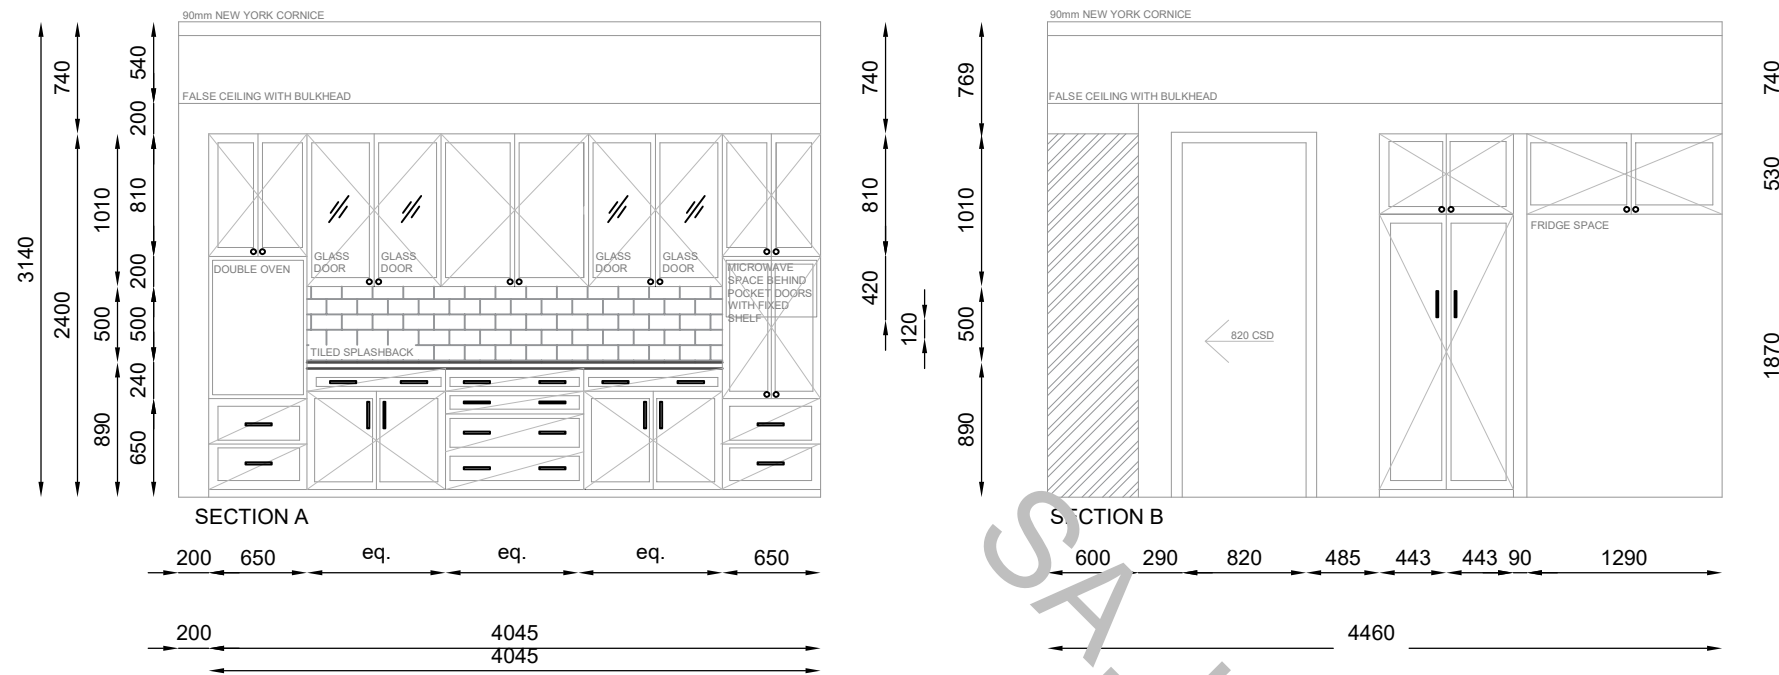 90mm NEW YORK CORNICE
FALSE CEILING WITH BULKHEAD
3140
740
2400
1010
500
890
540
200
810
200
500
240
650
DOUBLE OVEN
GLASS
DOOR
GLASS
DOOR
GLASS
DOOR
GLASS
DOOR
MICROWAVE
SPACE BEHIND
POCKET DOORS
WITH FIXED
SHELF
TILED SPLASHBACK
740
810
420
120
SECTION A
200 650 eq. eq. eq. 650
200 4045
4045
90mm NEW YORK CORNICE
FALSE CEILING WITH BULKHEAD
769
1010
500
890
FRIDGE SPACE
820 CSD
740
530
1870
SECTION B
600 290 820 485 443 443 90 1290
4460